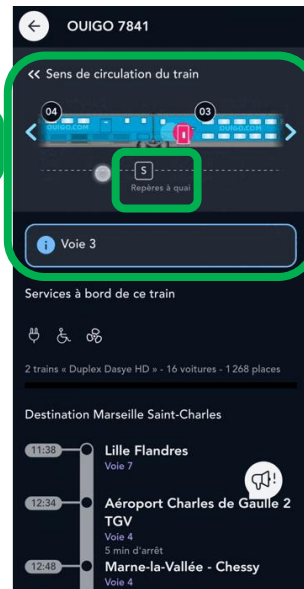 OUIGO 7841
<< Sens de circulation du train
04
03
OUIGO.COM
OUIGO.COM
S
Repères à quai
i Voie 3
Services à bord de ce train
2 trains « Duplex Dasye HD » - 16 voitures - 1 268 places
Destination Marseille Saint-Charles
11:38 Lille Flandres
Voie 7
12:34 Aéroport Charles de Gaulle 2
TGV
Voie 4
5 min d'arrêt
12:48 Marne-la-Vallée - Chessy
Voie 4